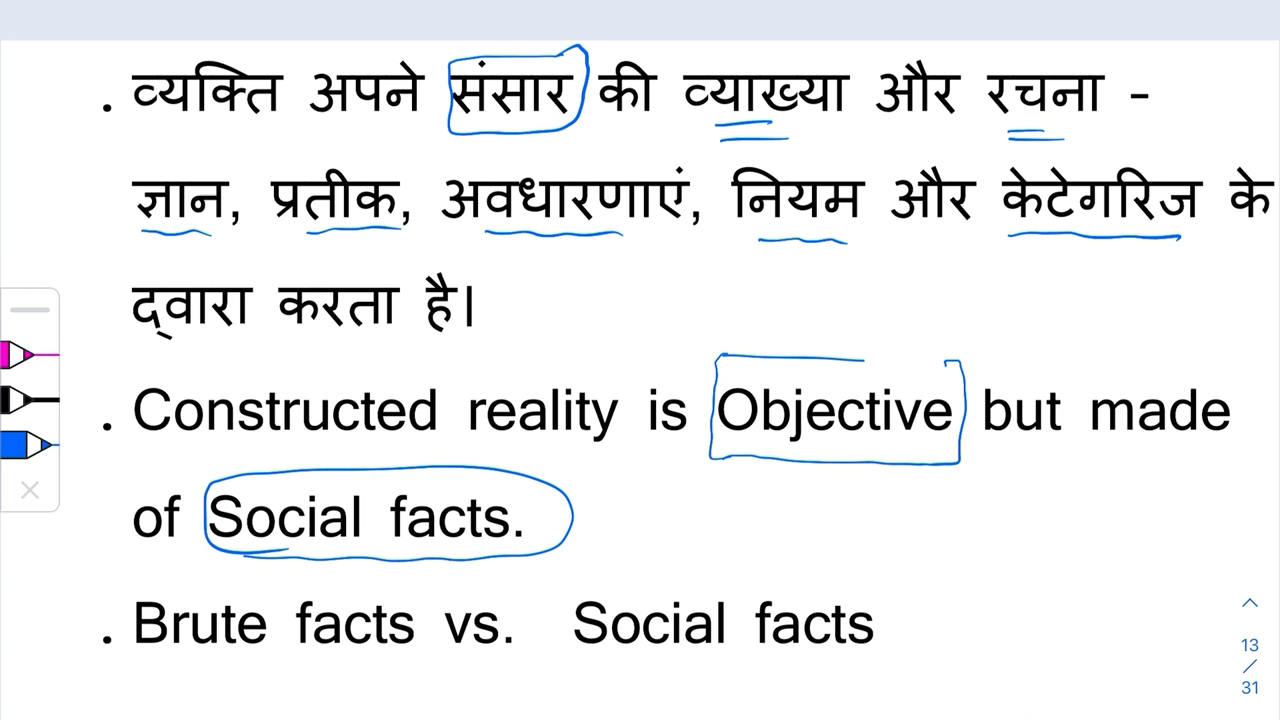 . व्यक्ति अपने संसार की व्याख्या और रचना -
ज्ञान, प्रतीक, अवधारणाएं, नियम और केटेगरिज के
द्वारा करता है।
. Constructed reality is Objective but made
of Social facts.
. Brute facts vs. Social facts
13
/
31